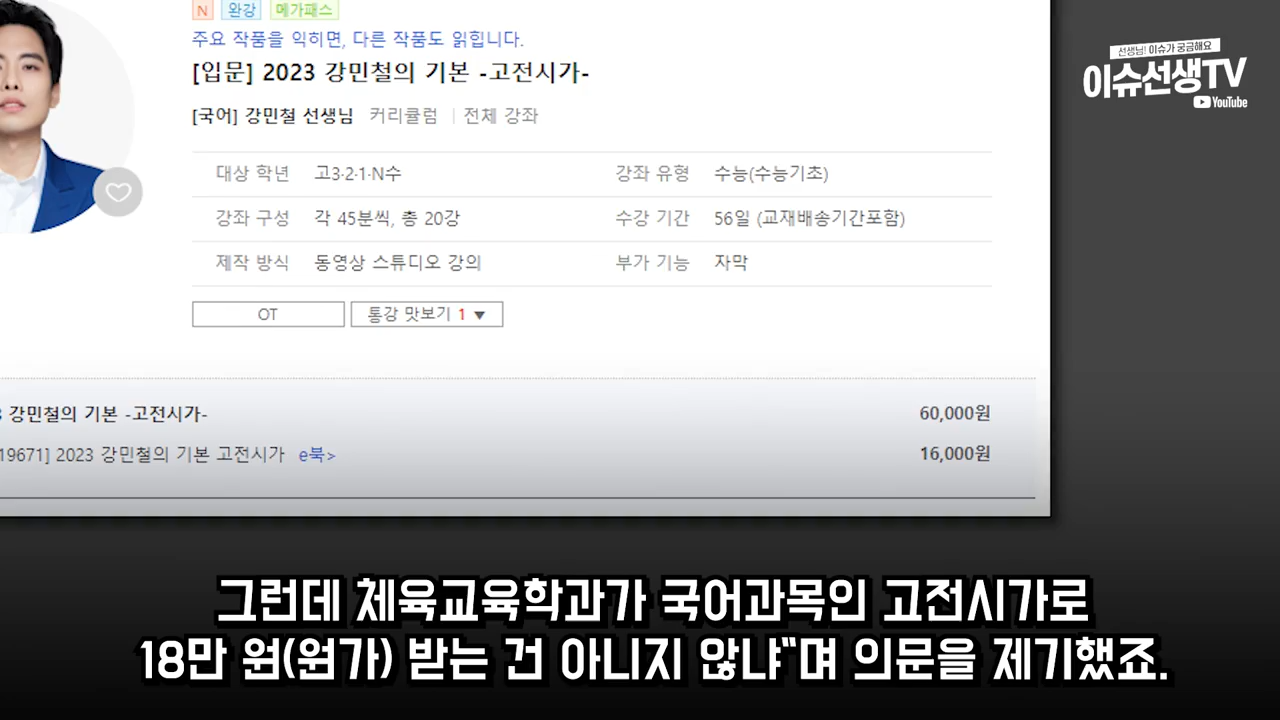 N 완강 메가패스
주요 작품을 익히면, 다른 작품도 읽힙니다.
[입문] 2023 강민철의 기본 -고전시가-
[국어] 강민철 선생님 커리큘럼 | 전체 강좌
대상 학년 고3·2·1·N수 강좌 유형 수능(수능기초)
강좌 구성 각 45분씩, 총 20강 수강 기간 56일 (교재배송기간포함)
제작 방식 동영상 스튜디오 강의 부가 기능 자막
OT 통강 맛보기 1 ▼
강민철의 기본 -고전시가- 60,000원
19671] 2023 강민철의 기본 고전시가 e북> 16,000원
선생님! 이슈가 궁금해요
이슈선생TV
YouTube
그런데 체육교육학과가 국어과목인 고전시가로
18만 원(원가) 받는 건 아니지 않냐"며 의문을 제기했죠.